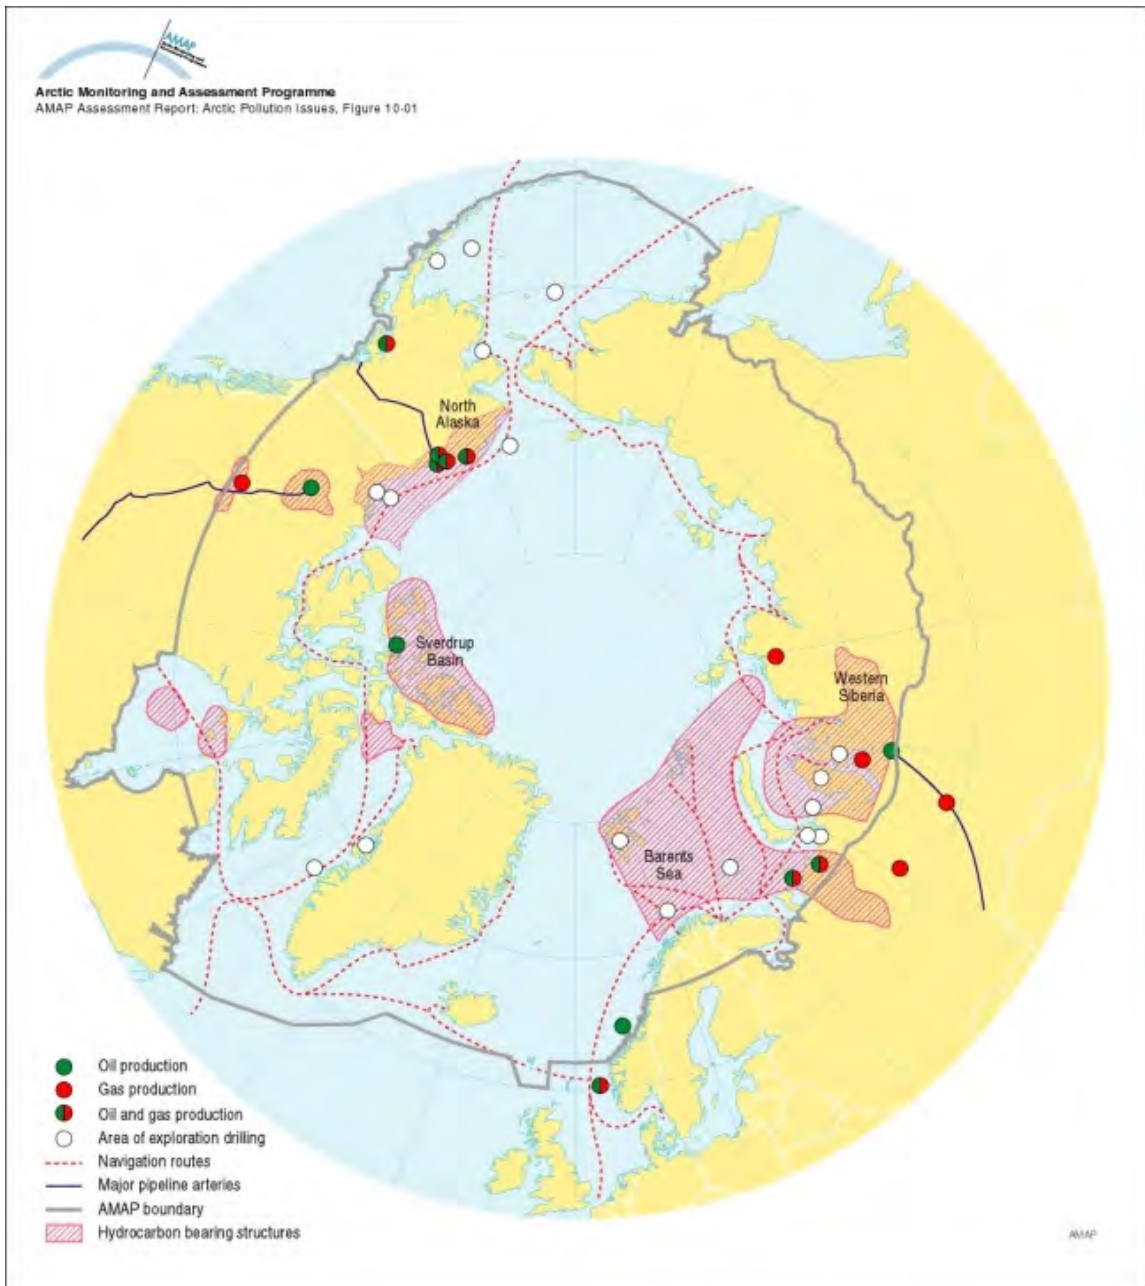 AMAP
Arctic Monitoring and Assessment Programme
AMAP Assessment Report: Arctic Pollution Issues, Figure 10-01
North
Alaska
Sverdrup
Basin
Western
Siberia
Barents
Sea
Oil production
Gas production
Oil and gas production
Area of exploration drilling
Navigation routes
Major pipeline arteries
AMAP boundary
Hydrocarbon bearing structures
AMAP